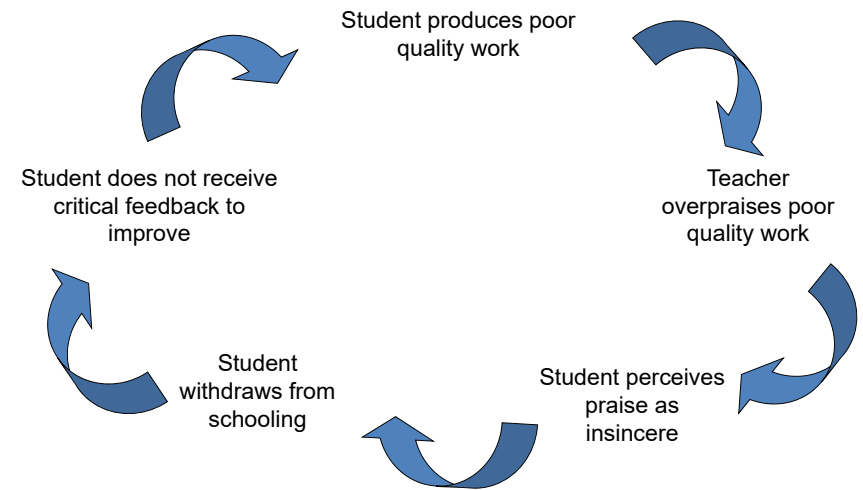 Student produces poor
quality work
Teacher
overpraises poor
quality work
Student perceives
praise as
insincere
Student
withdraws from
schooling
Student does not receive
critical feedback to
improve